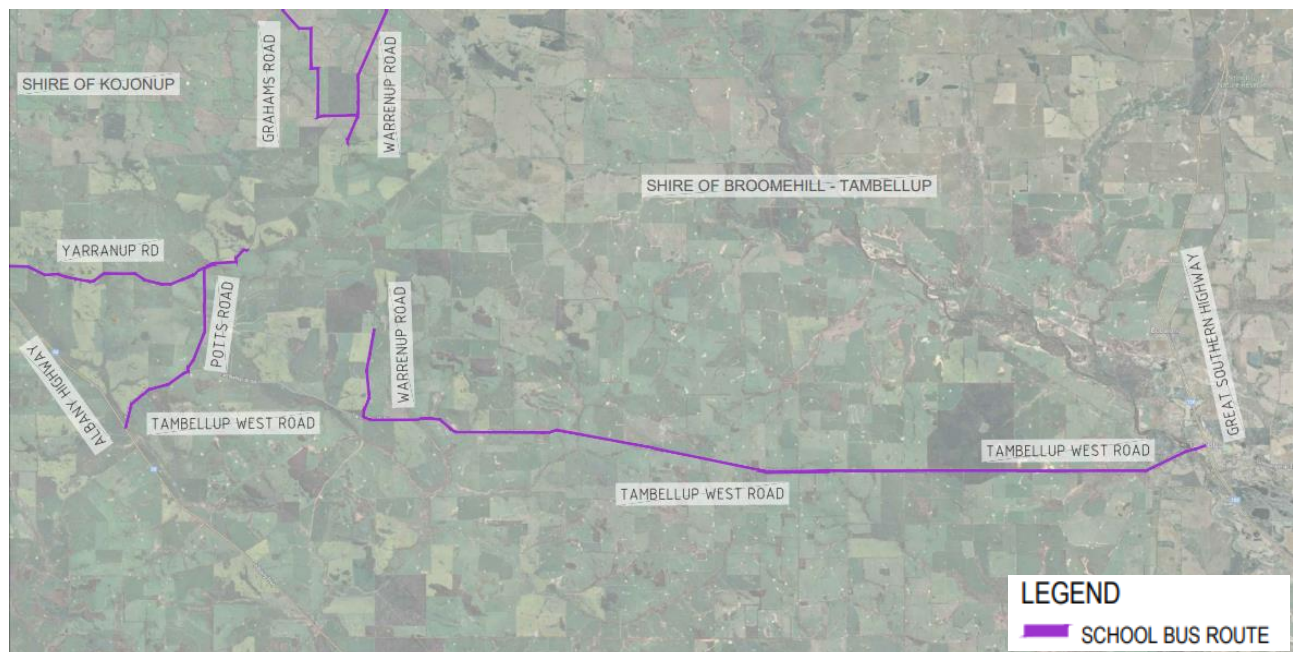 GRAHAMS ROAD
WARRENUP ROAD
SHIRE OF KOJONUP
SHIRE OF BROOMEHILL - TAMBELLUP
YARRANUP RD
POTTS ROAD
WARRENUP ROAD
GREAT SOUTHERN HIGHWAY
ALBANY HIGHWAY
TAMBELLUP WEST ROAD
TAMBELLUP WEST ROAD
TAMBELLUP WEST ROAD
LEGEND
SCHOOL BUS ROUTE